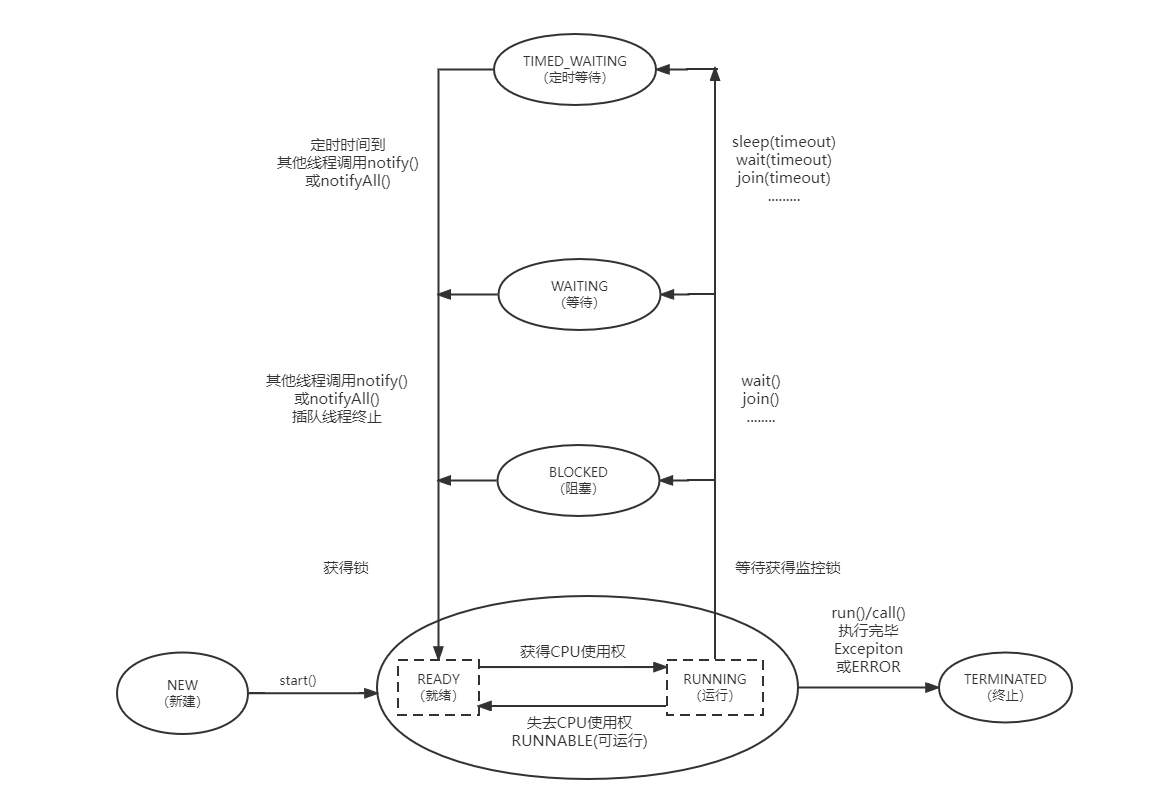 TIMED_WAITING
（定时等待）
定时时间到
其他线程调用notify()
或notifyAll()
sleep(timeout)
wait(timeout)
join(timeout)
.........
WAITING
（等待）
其他线程调用notify()
或notifyAll()
插队线程终止
wait()
join()
........
BLOCKED
（阻塞）
获得锁
等待获得监控锁
run()/call()
执行完毕
Excepiton
或ERROR
NEW
（新建）
start()
READY
（就绪）
获得CPU使用权
RUNNING
（运行）
失去CPU使用权
RUNNABLE(可运行)
TERMINATED
（终止）